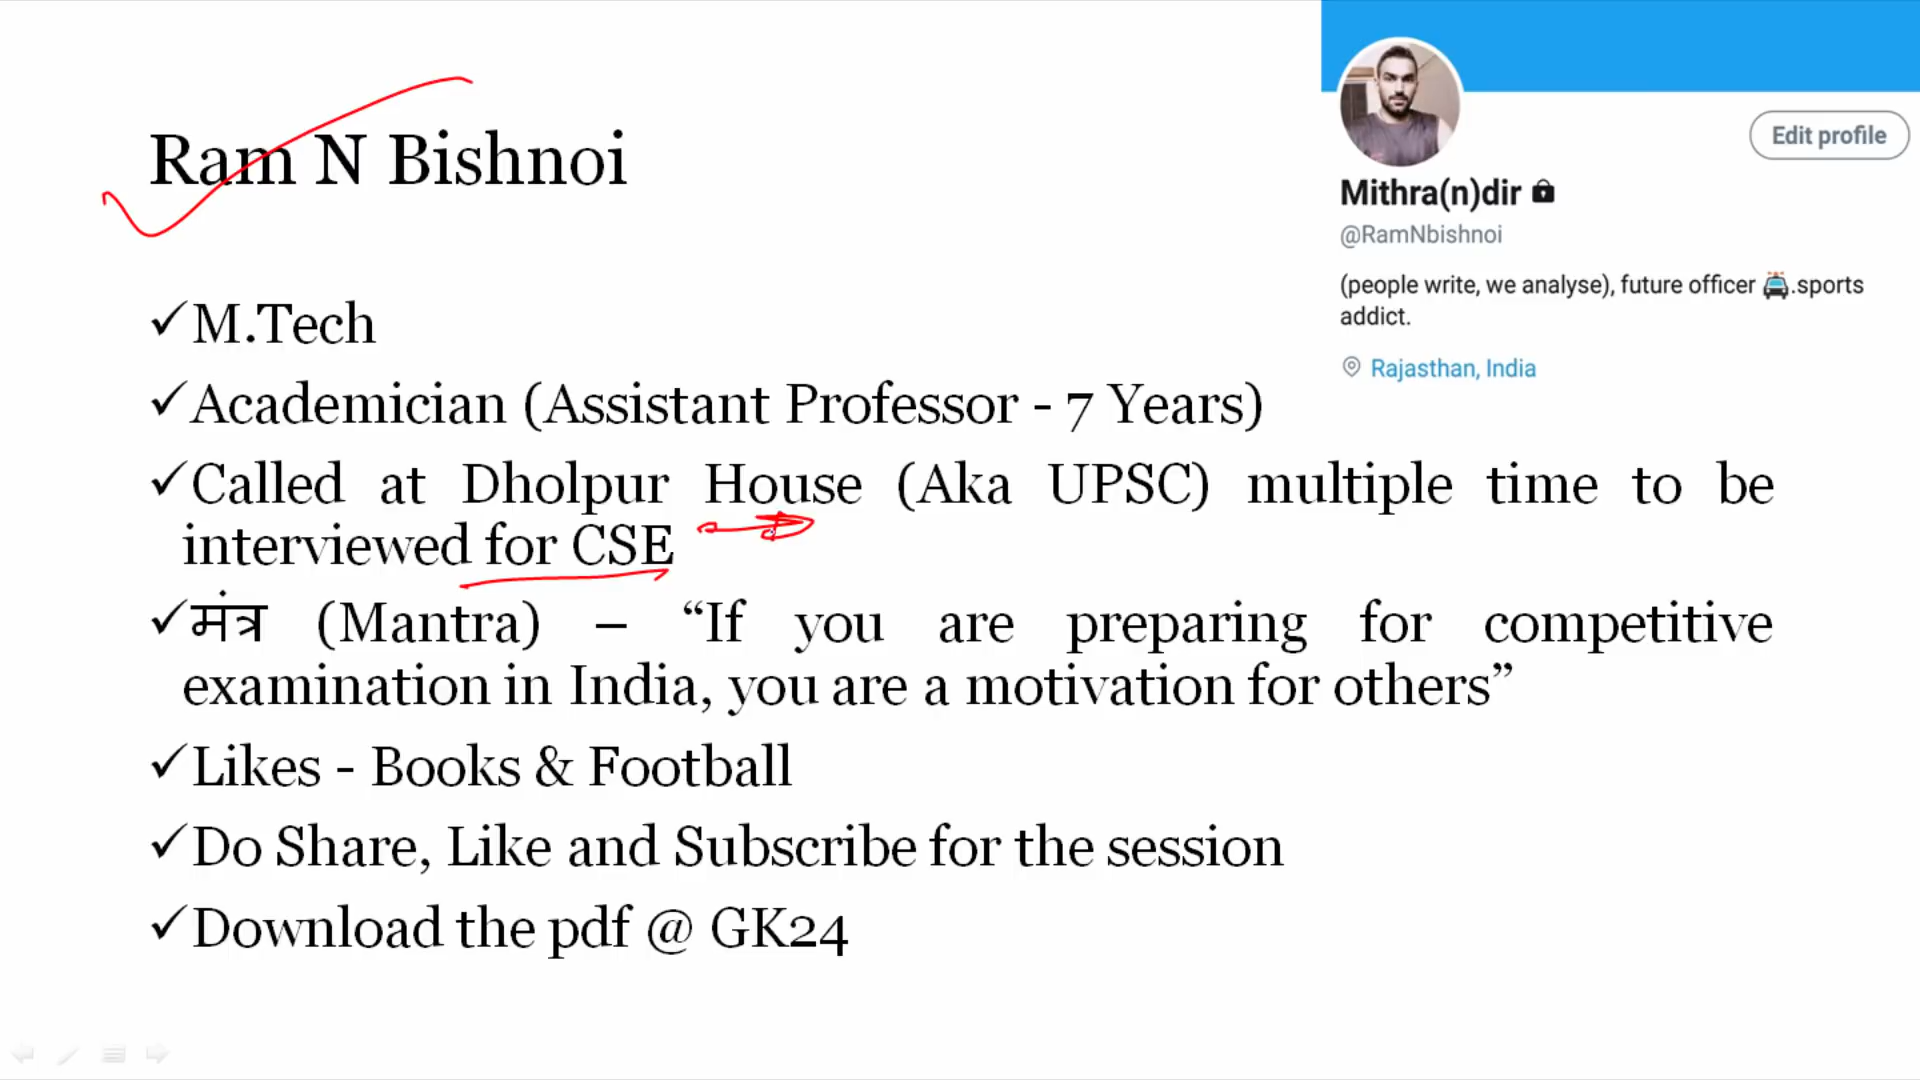 Ram N Bishnoi
✓M.Tech
✓Academician (Assistant Professor - 7 Years)
✓Called at Dholpur House (Aka UPSC) multiple time to be
interviewed for CSE
✓मंत्र (Mantra) – “If you are preparing for competitive
examination in India, you are a motivation for others”
✓Likes - Books & Football
✓Do Share, Like and Subscribe for the session
✓Download the pdf @ GK24
Edit profile
Mithra(n)dir
@RamNbishnoi
(people write, we analyse), future officer 🚔.sports
addict.
Rajasthan, India